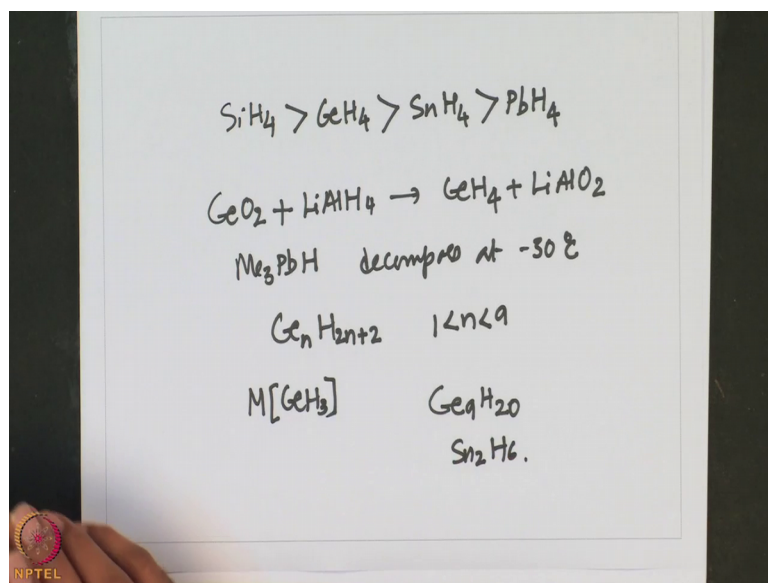 SiH4 > GeH4 > SnH4 > PbH4
GeO2 + LiAlH4 → GeH4 + LiAlO2
Me3PbH decomposes at -30 ℃
GenH2n+2 1<n<9
M[GeH3] Ge9H20
Sn2H6.
NPTEL